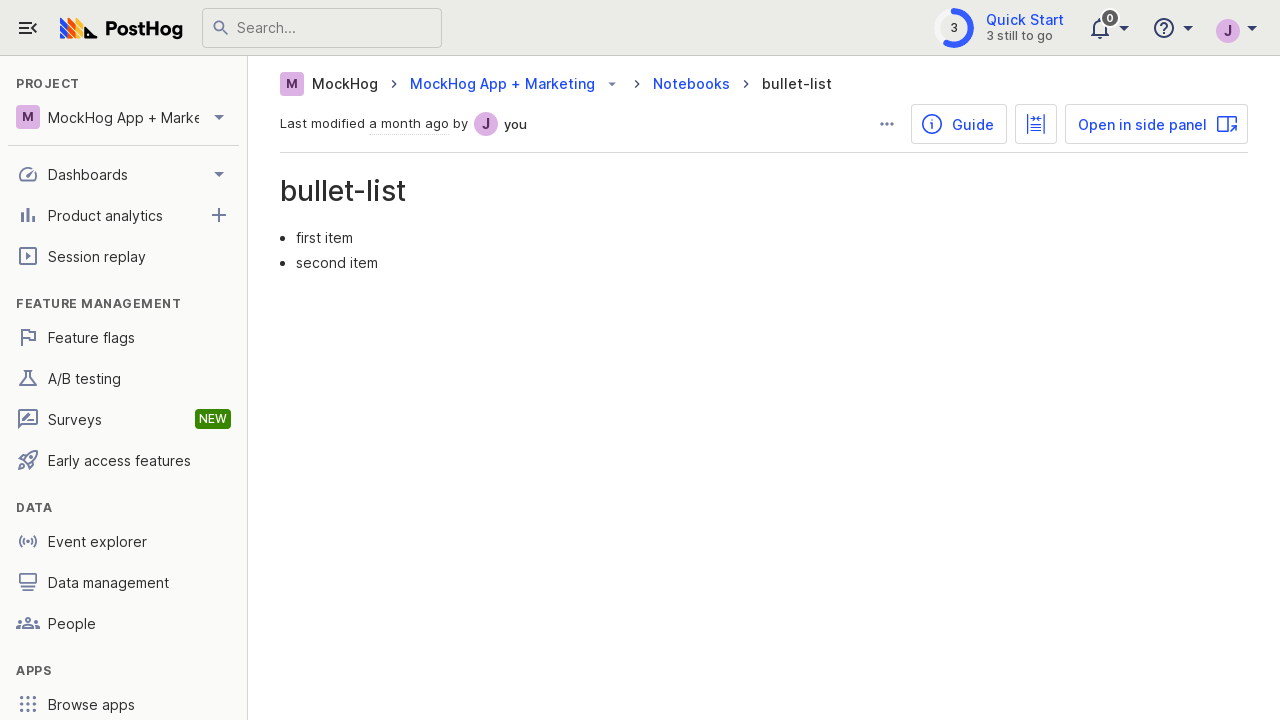 PostHog
Search...
3
Quick Start
3 still to go
0
J
PROJECT
M
MockHog App + Marke
Dashboards
Product analytics
Session replay
FEATURE MANAGEMENT
Feature flags
A/B testing
Surveys
NEW
Early access features
DATA
Event explorer
Data management
People
APPS
Browse apps
M MockHog
MockHog App + Marketing
Notebooks
bullet-list
Last modified a month ago by J you
Guide
Open in side panel
bullet-list
first item
second item